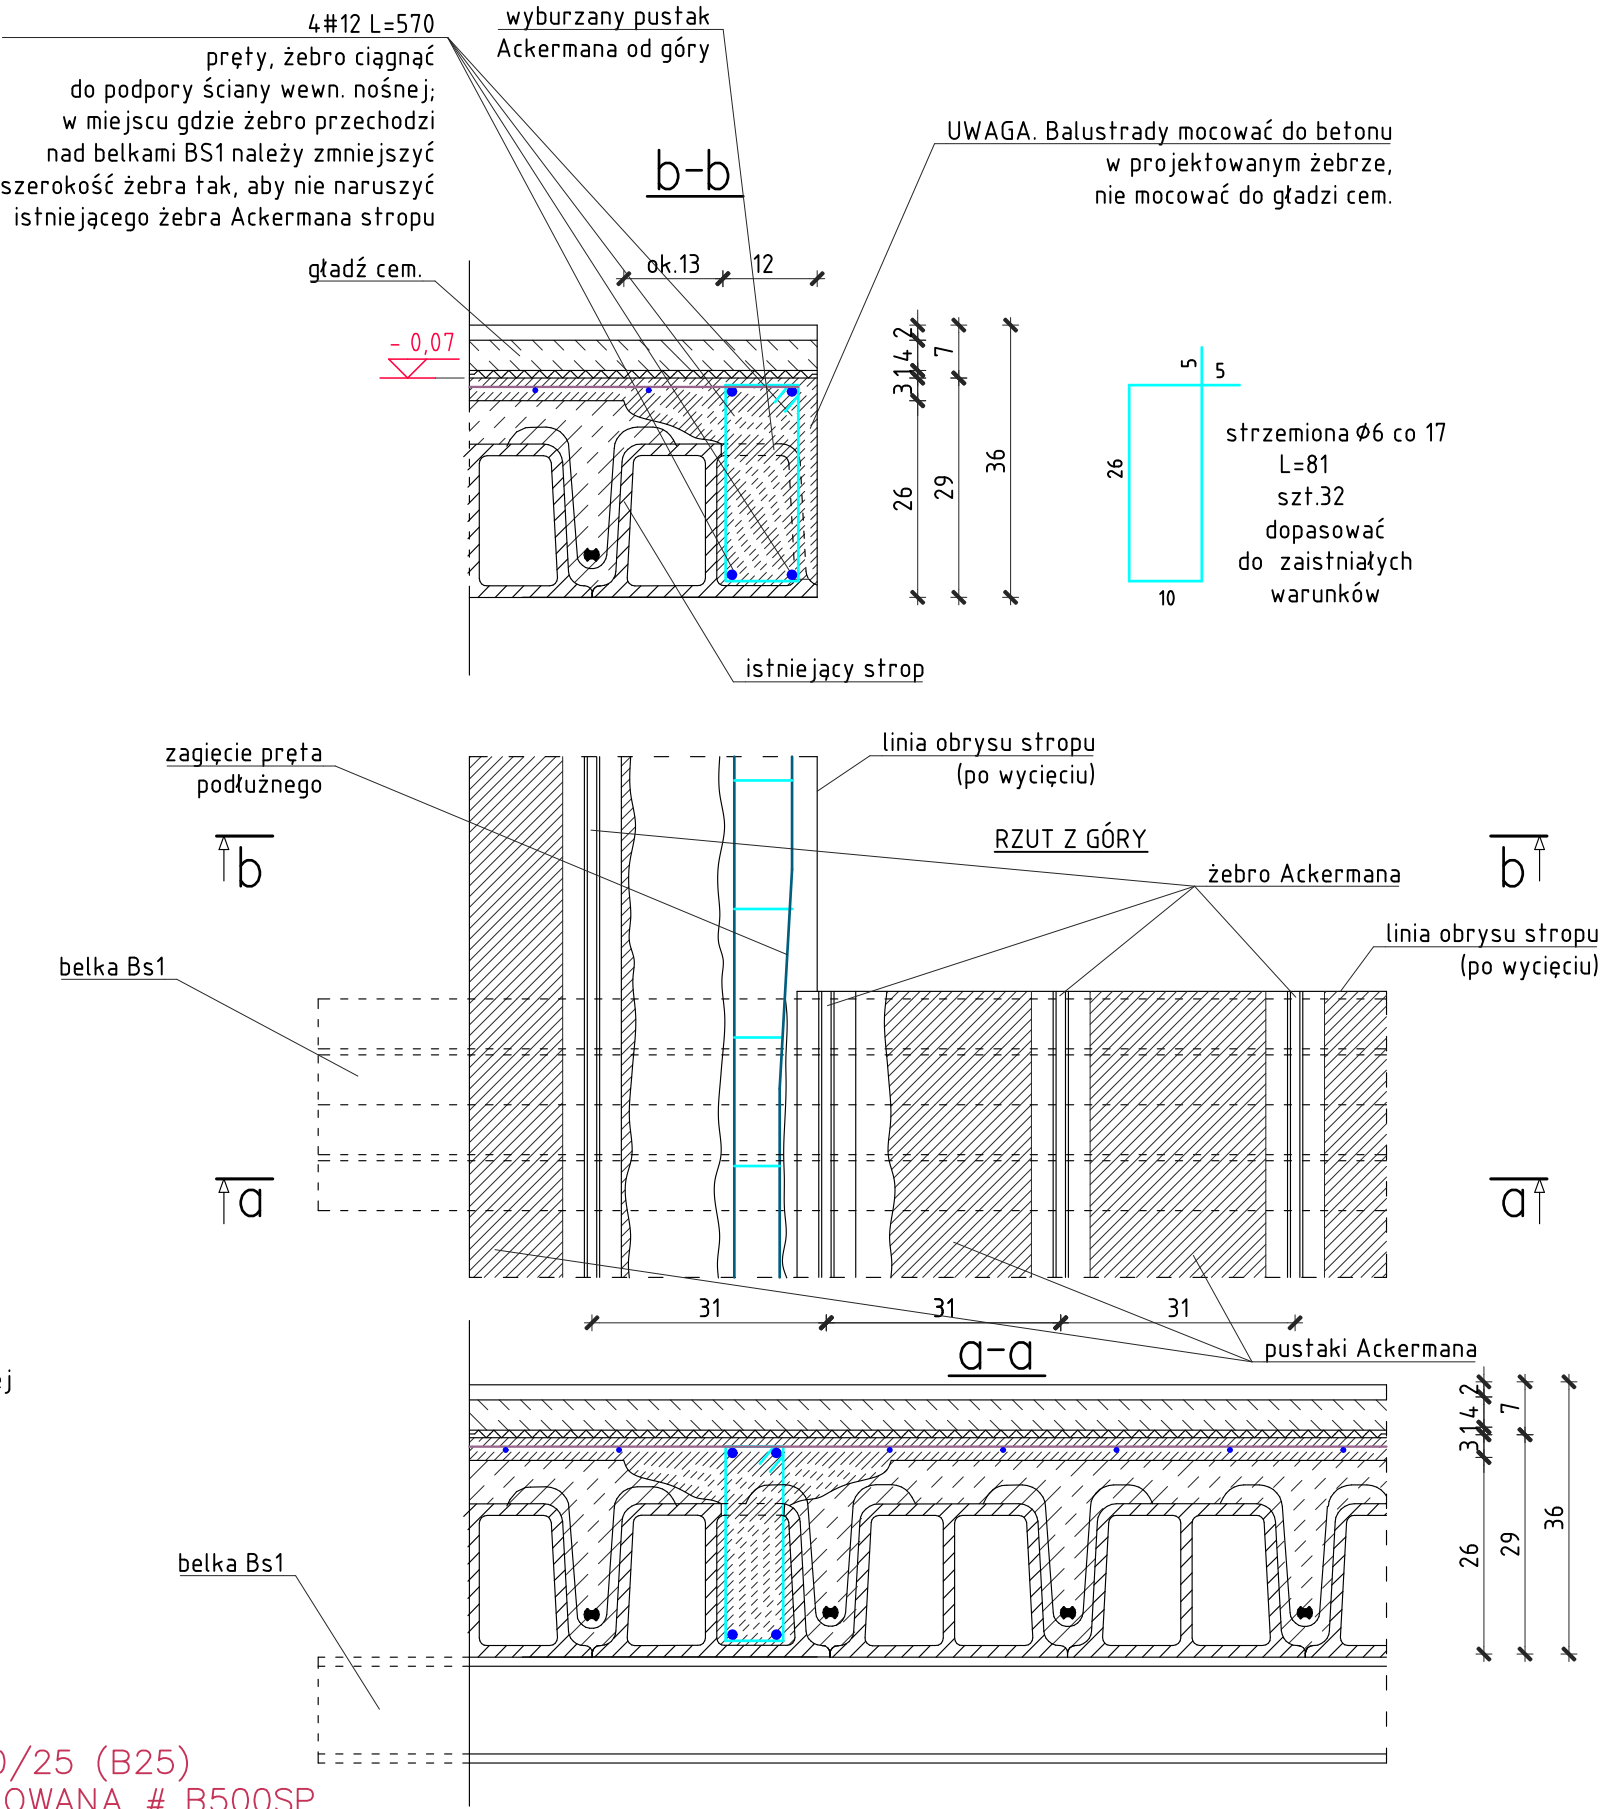 4#12 L=570
pręty, żebro ciągnąć
do podpory ściany wewn. nośnej;
w miejscu gdzie żebro przechodzi
nad belkami BS1 należy zmniejszyć
szerokość żebra tak, aby nie naruszyć
istniejącego żebra Ackermana stropu
wyburzany pustak
Ackermana od góry
b-b
UWAGA. Balustrady mocować do betonu
w projektowanym żebrze,
nie mocować do gładzi cem.
gładź cem.
ok.13
12
- 0,07
2
4
1
3
26
7
29
36
5
5
26
10
strzemiona Φ6 co 17
L=81
szt.32
dopasować
do zaistniałych
warunków
istniejący strop
zagięcie pręta
podłużnego
linia obrysu stropu
(po wycięciu)
RZUT Z GÓRY
b
b
żebro Ackermana
linia obrysu stropu
(po wycięciu)
belka Bs1
a
a
31
31
31
a-a
pustaki Ackermana
2
4
1
3
26
7
29
36
belka Bs1
0/25 (B25)
OWANA # B500SP